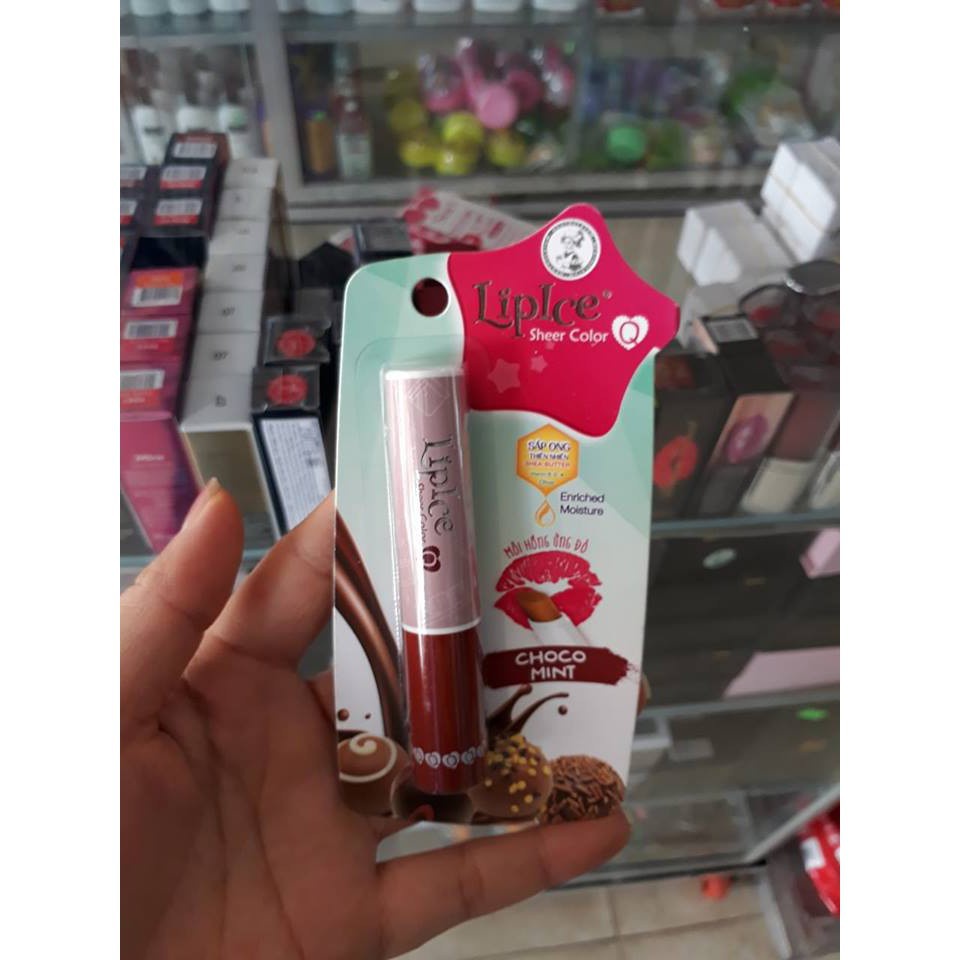 LipIce®
Sheer Color Q
SÁP ONG
THIÊN NHIÊN
SHEA BUTTER
Enriched
Moisture
MÔI HỒNG ỬNG ĐỎ
CHOCO
MINT
LipIce
Sheer Color Q